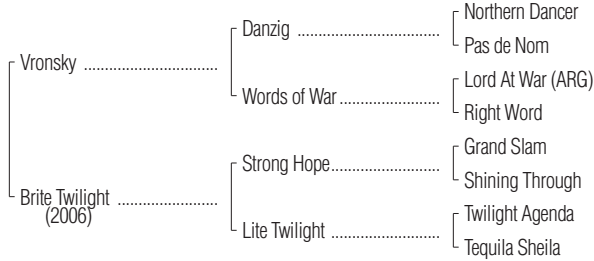 Northern Dancer
Danzig ................................
Pas de Nom
Vronsky ..............................
Lord At War (ARG)
Words of War ......................
Right Word
Grand Slam
Strong Hope........................
Shining Through
Brite Twilight ......................
(2006)
Twilight Agenda
Lite Twilight ........................
Tequila Sheila